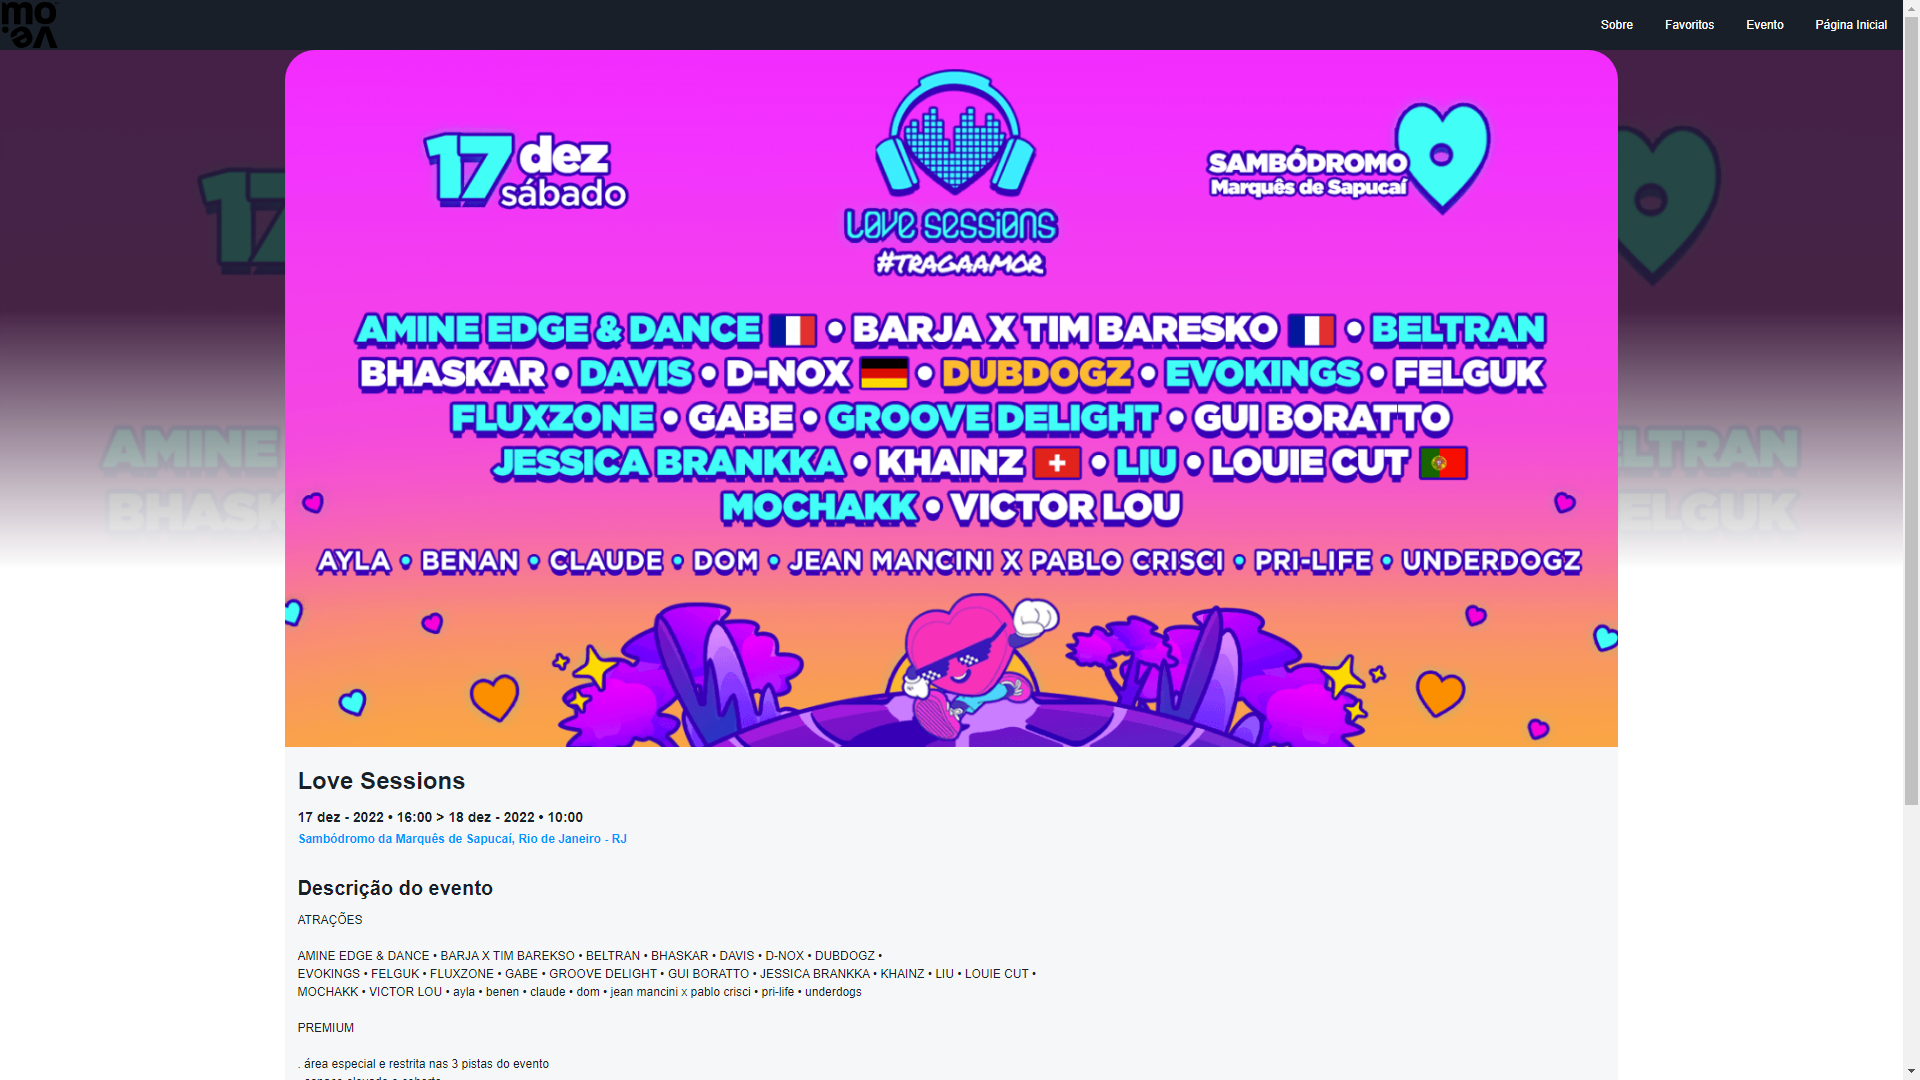 mo
ve.
Sobre Favoritos Evento Página Inicial
17 dez
sábado
LOVE SESSIONS
#TRAGAAMOR
SAMBÓDROMO
Marquês de Sapucaí
AMINE EDGE & DANCE • BARJA X TIM BARESKO • BELTRAN
BHASKAR • DAVIS • D-NOX • DUBDOGZ • EVOKINGS • FELGUK
FLUXZONE • GABE • GROOVE DELIGHT • GUI BORATTO
JESSICA BRANKKA • KHAINZ • LIU • LOUIE CUT
MOCHAKK • VICTOR LOU
AYLA • BENAN • CLAUDE • DOM • JEAN MANCINI X PABLO CRISCI • PRI-LIFE • UNDERDOGZ
17
AMINE
BHASK
ELTRAN
ELGUK
Love Sessions
17 dez - 2022 • 16:00 > 18 dez - 2022 • 10:00
Sambódromo da Marquês de Sapucaí, Rio de Janeiro - RJ
Descrição do evento
ATRAÇÕES
AMINE EDGE & DANCE • BARJA X TIM BAREKSO • BELTRAN • BHASKAR • DAVIS • D-NOX • DUBDOGZ •
EVOKINGS • FELGUK • FLUXZONE • GABE • GROOVE DELIGHT • GUI BORATTO • JESSICA BRANKKA • KHAINZ • LIU • LOUIE CUT •
MOCHAKK • VICTOR LOU • ayla • benen • claude • dom • jean mancini x pablo crisci • pri-life • underdogs
PREMIUM
. área especial e restrita nas 3 pistas do evento